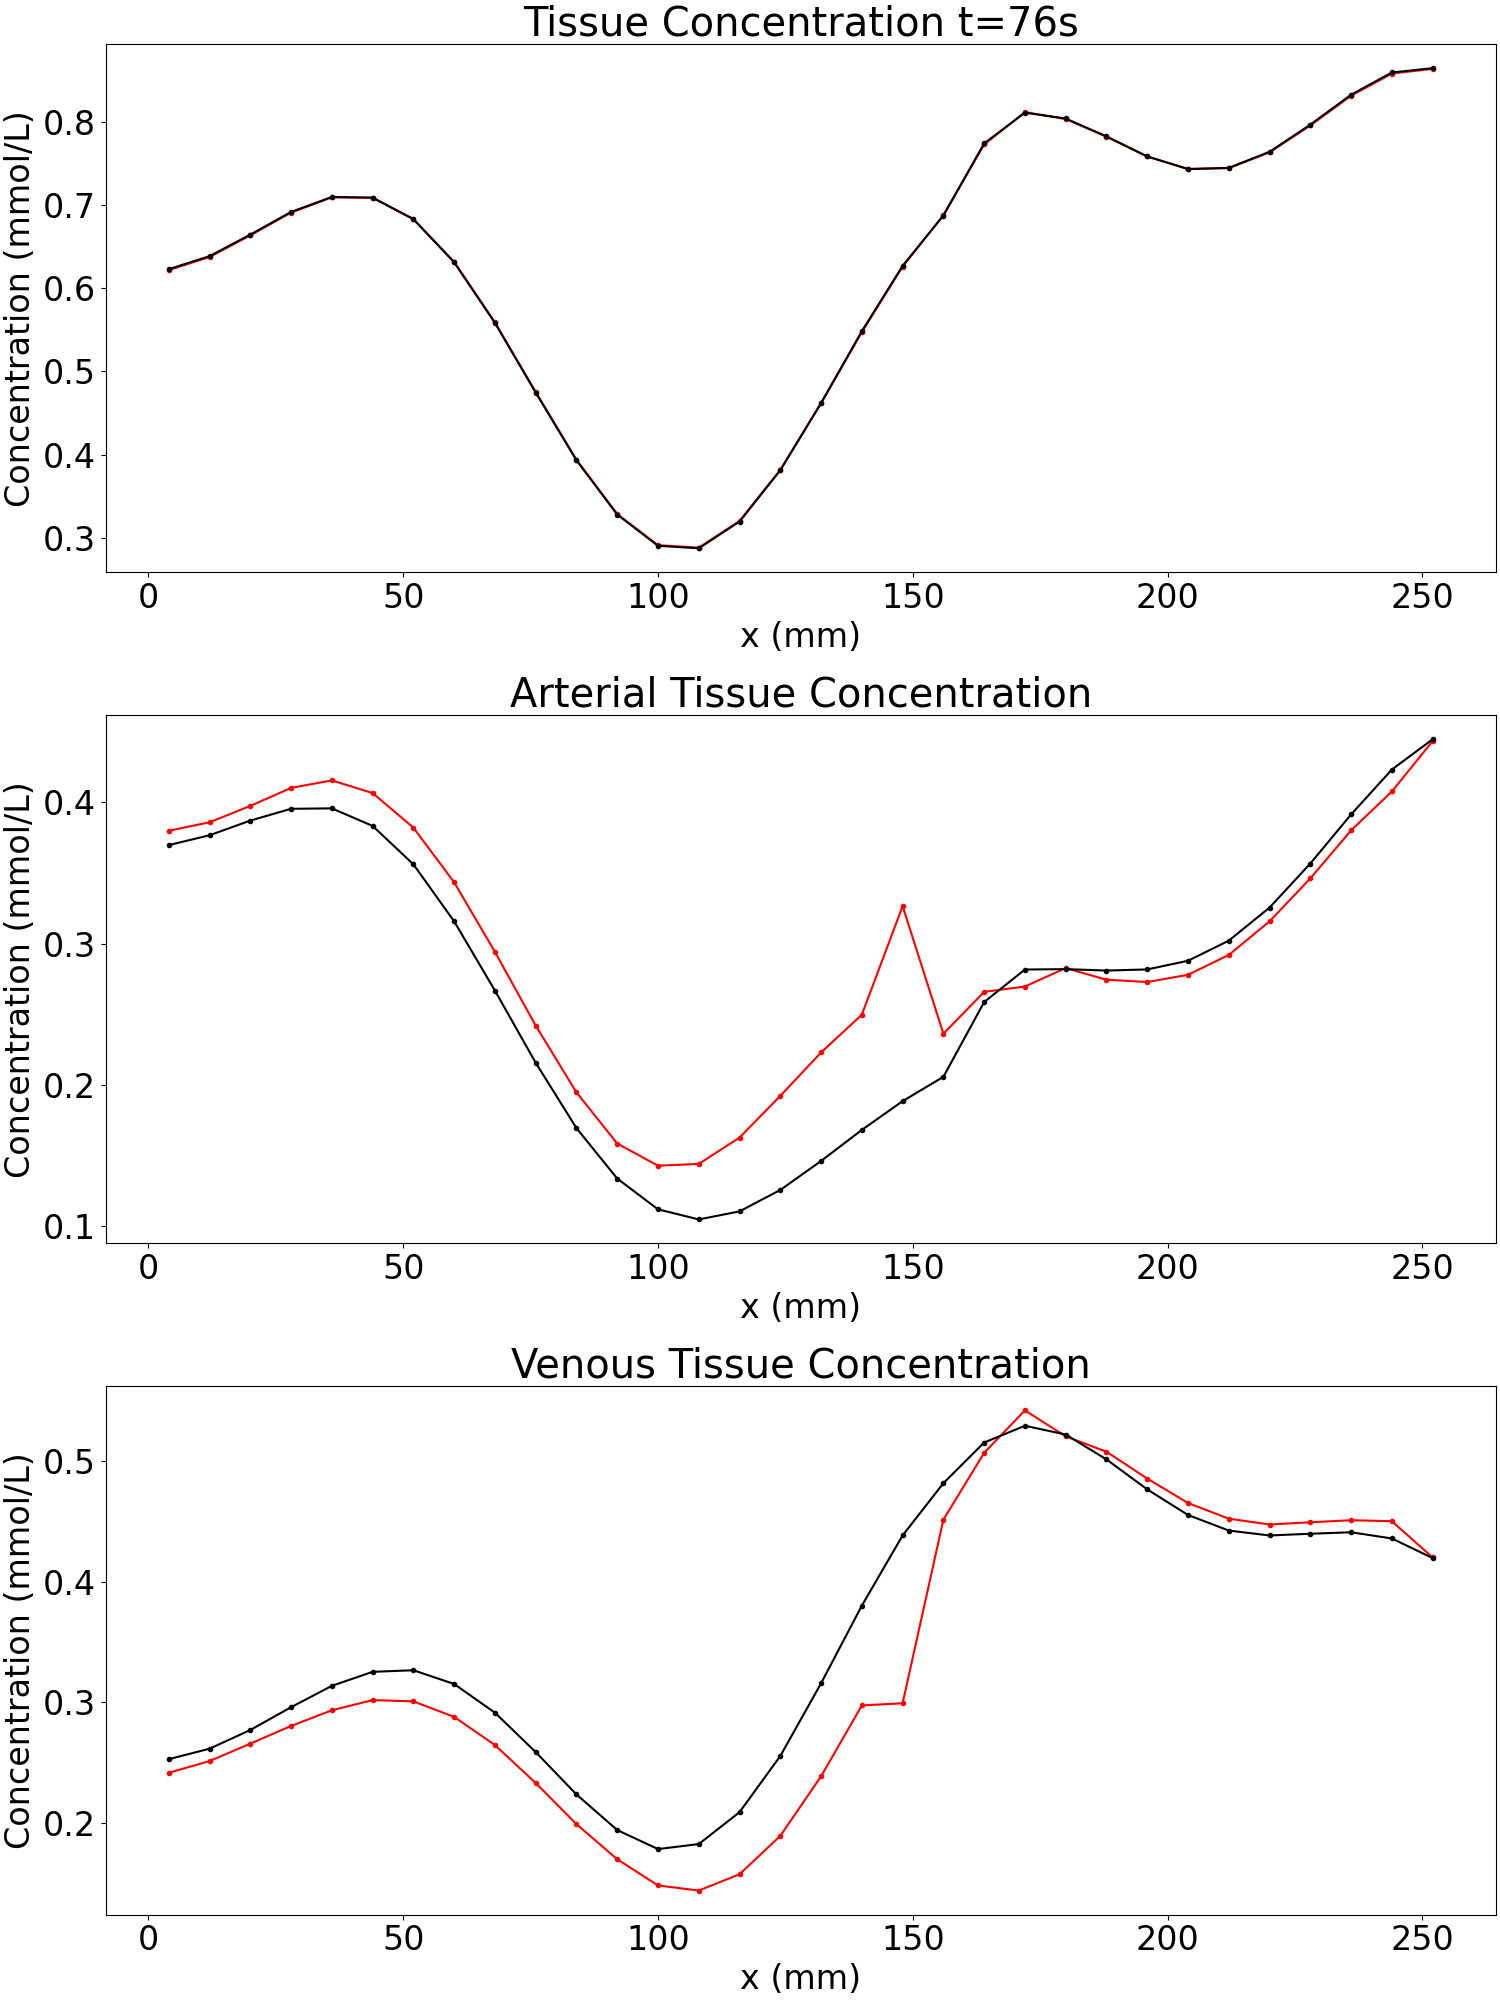 Tissue Concentration t=76s
Concentration (mmol/L)
0.8
0.7
0.6
0.5
0.4
0.3
0 50 100 150 200 250
x (mm)
Arterial Tissue Concentration
Concentration (mmol/L)
0.4
0.3
0.2
0.1
0 50 100 150 200 250
x (mm)
Venous Tissue Concentration
Concentration (mmol/L)
0.5
0.4
0.3
0.2
0 50 100 150 200 250
x (mm)